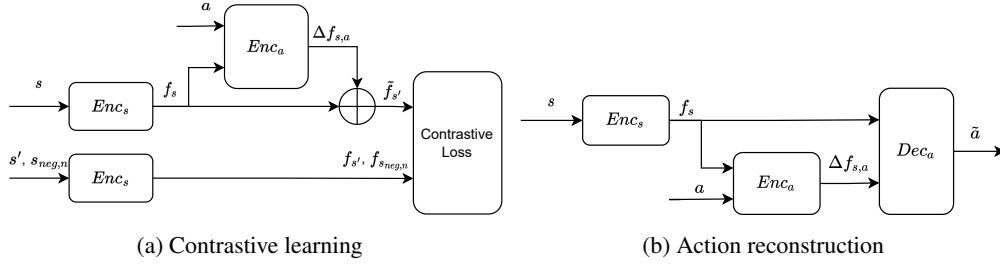 a
Enc_a
Δf_{s,a}
s
Enc_s
f_s
f̃_{s'}
Contrastive
Loss
s', s_{neg,n}
Enc_s
f_{s'}, f_{s_{neg,n}}
(a) Contrastive learning
s
Enc_s
f_s
a
Enc_a
Δf_{s,a}
Dec_a
ã
(b) Action reconstruction